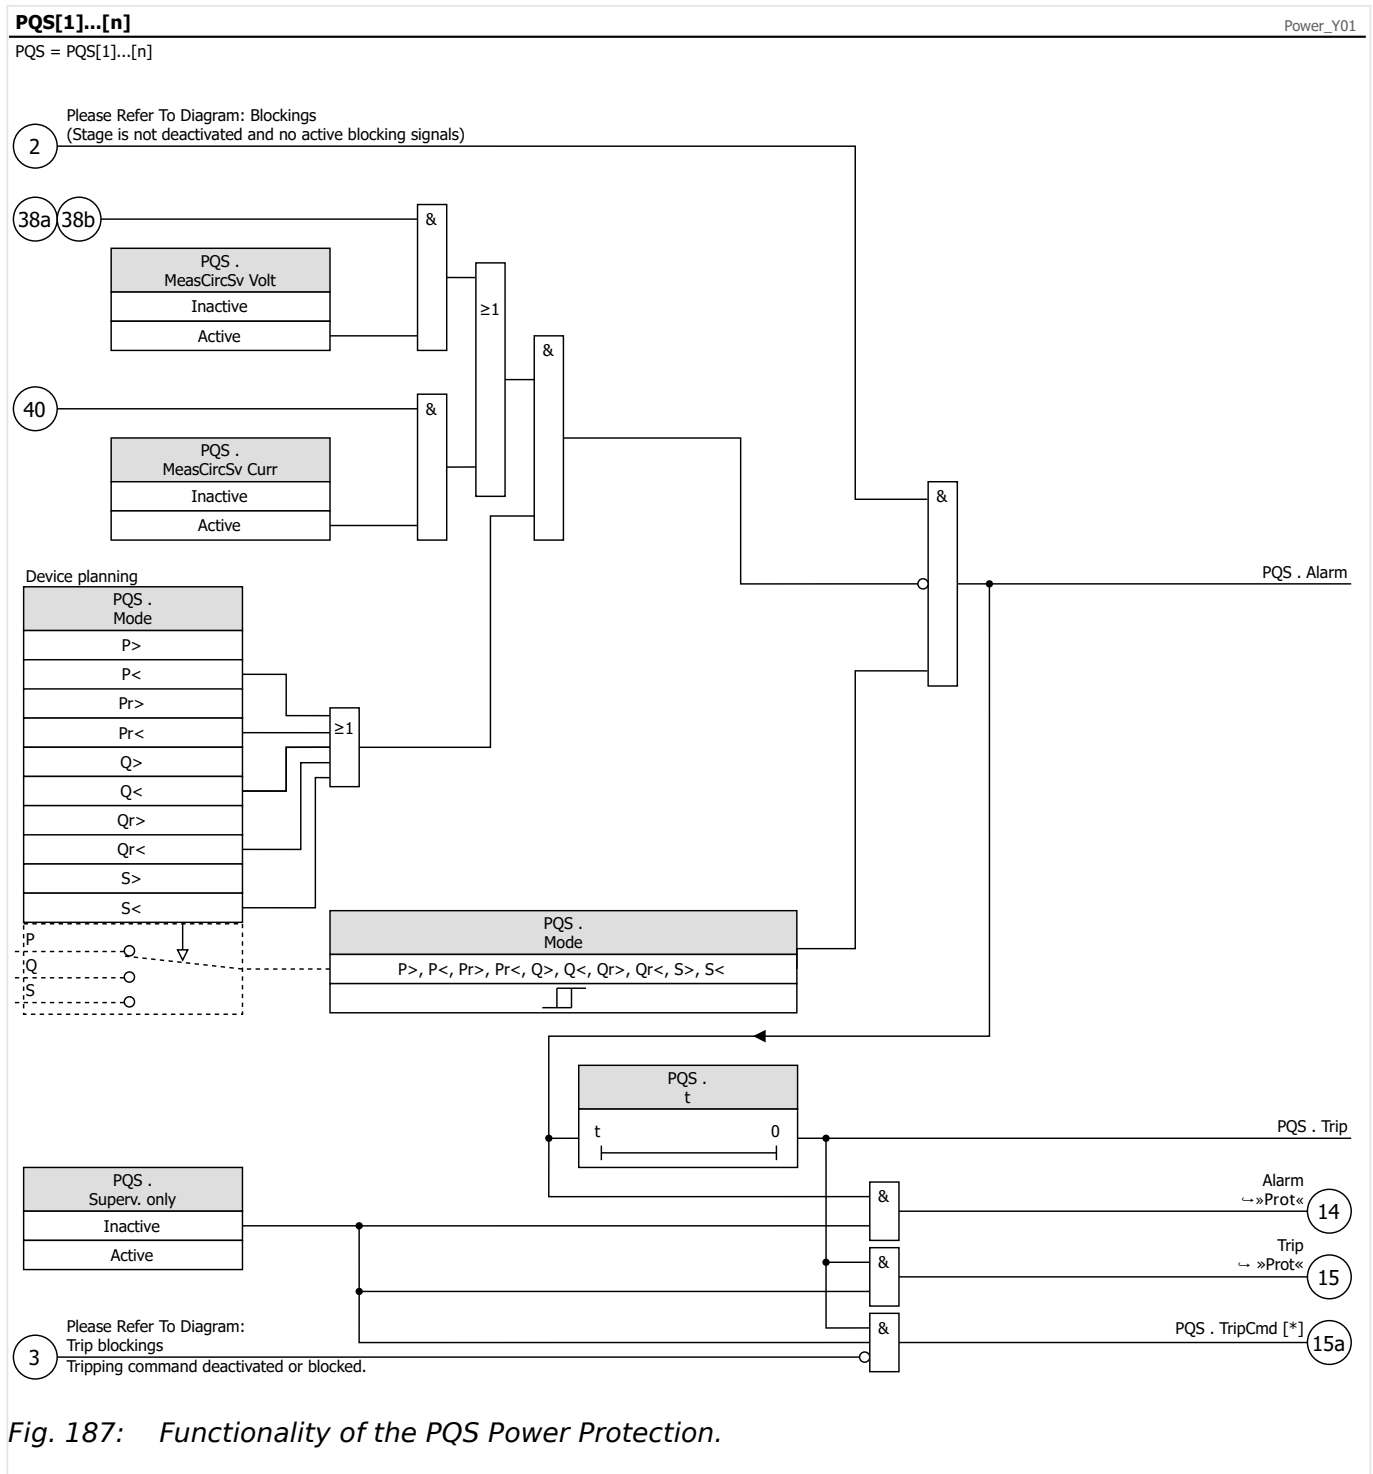 PQS[1]...[n]
Power_Y01
PQS = PQS[1]...[n]
Please Refer To Diagram: Blockings
(Stage is not deactivated and no active blocking signals)
2
38a 38b
&
PQS .
MeasCircSv Volt
Inactive
Active
≥1
&
40
&
PQS .
MeasCircSv Curr
Inactive
Active
&
PQS . Alarm
Device planning
PQS .
Mode
P>
P<
Pr>
Pr<
Q>
Q<
Qr>
Qr<
S>
S<
≥1
P
Q
S
PQS .
Mode
P>, P<, Pr>, Pr<, Q>, Q<, Qr>, Qr<, S>, S<
PQS .
t
t 0
PQS . Trip
PQS .
Superv. only
Inactive
Active
&
Alarm
↪»Prot«
14
&
Trip
↪ »Prot«
15
&
PQS . TripCmd [*]
15a
Please Refer To Diagram:
Trip blockings
3
Tripping command deactivated or blocked.
Fig. 187: Functionality of the PQS Power Protection.